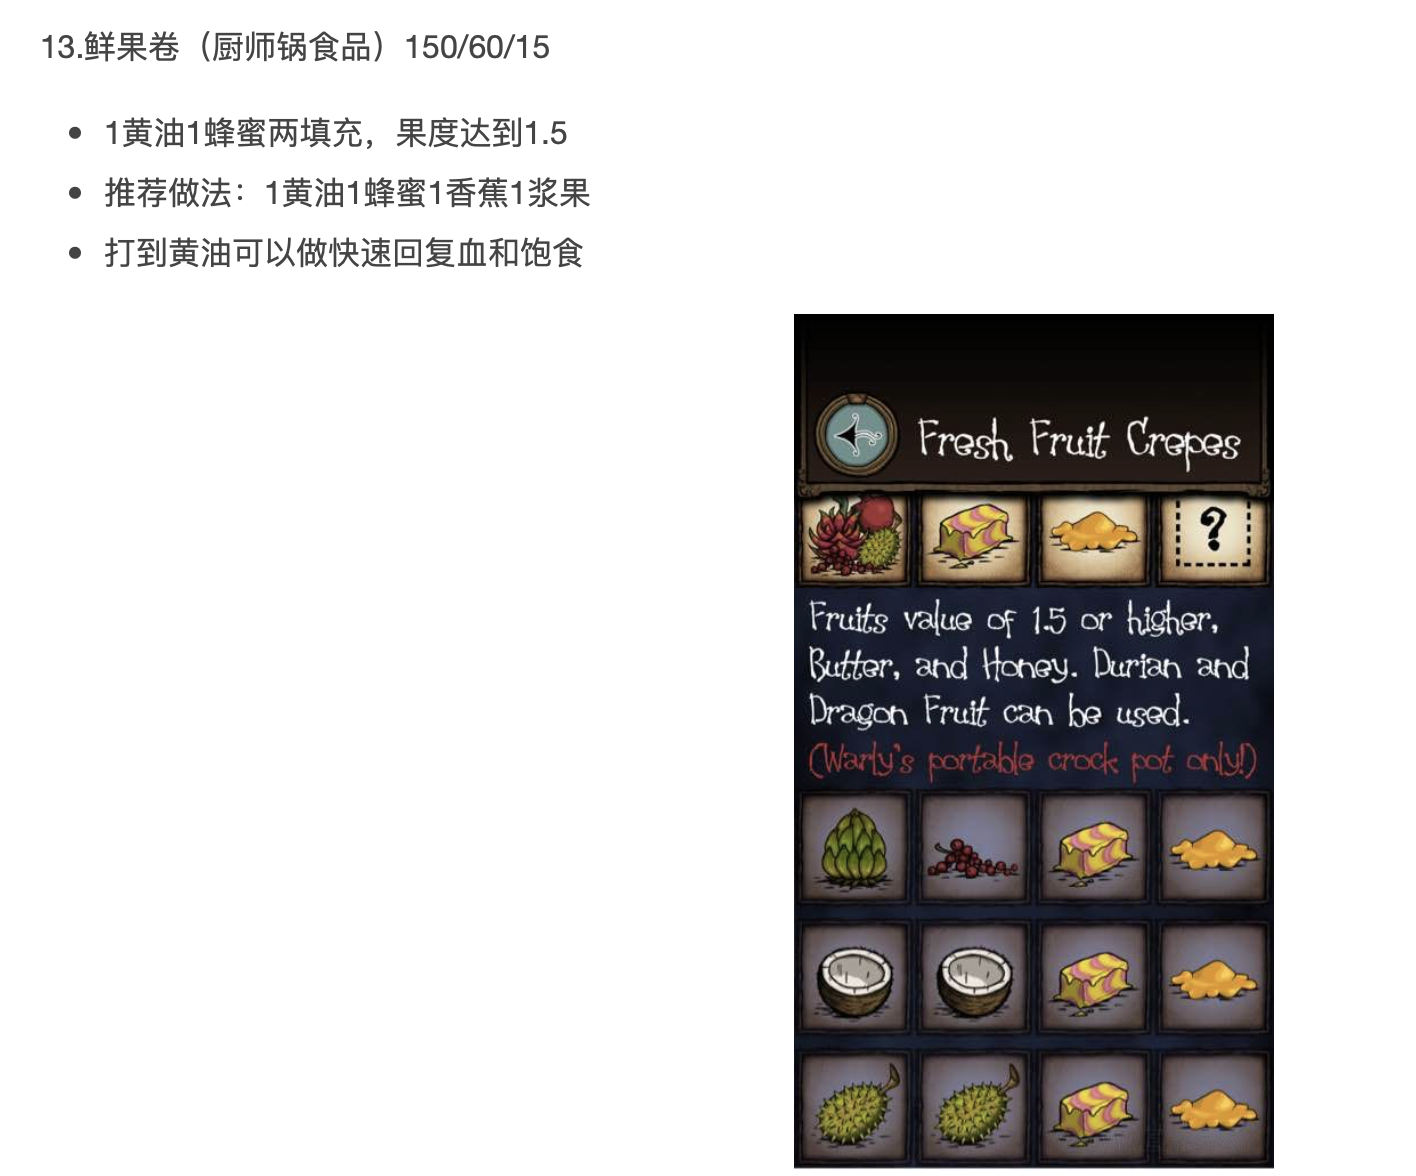 13.鲜果卷（厨师锅食品）150/60/15
1黄油1蜂蜜两填充，果度达到1.5
推荐做法：1黄油1蜂蜜1香蕉1浆果
打到黄油可以做快速回复血和饱食
Fresh Fruit Crepes
?
Fruits value of 1.5 or higher,
Butter, and Honey. Durian and
Dragon Fruit can be used.
(Warly's portable crock pot only!)